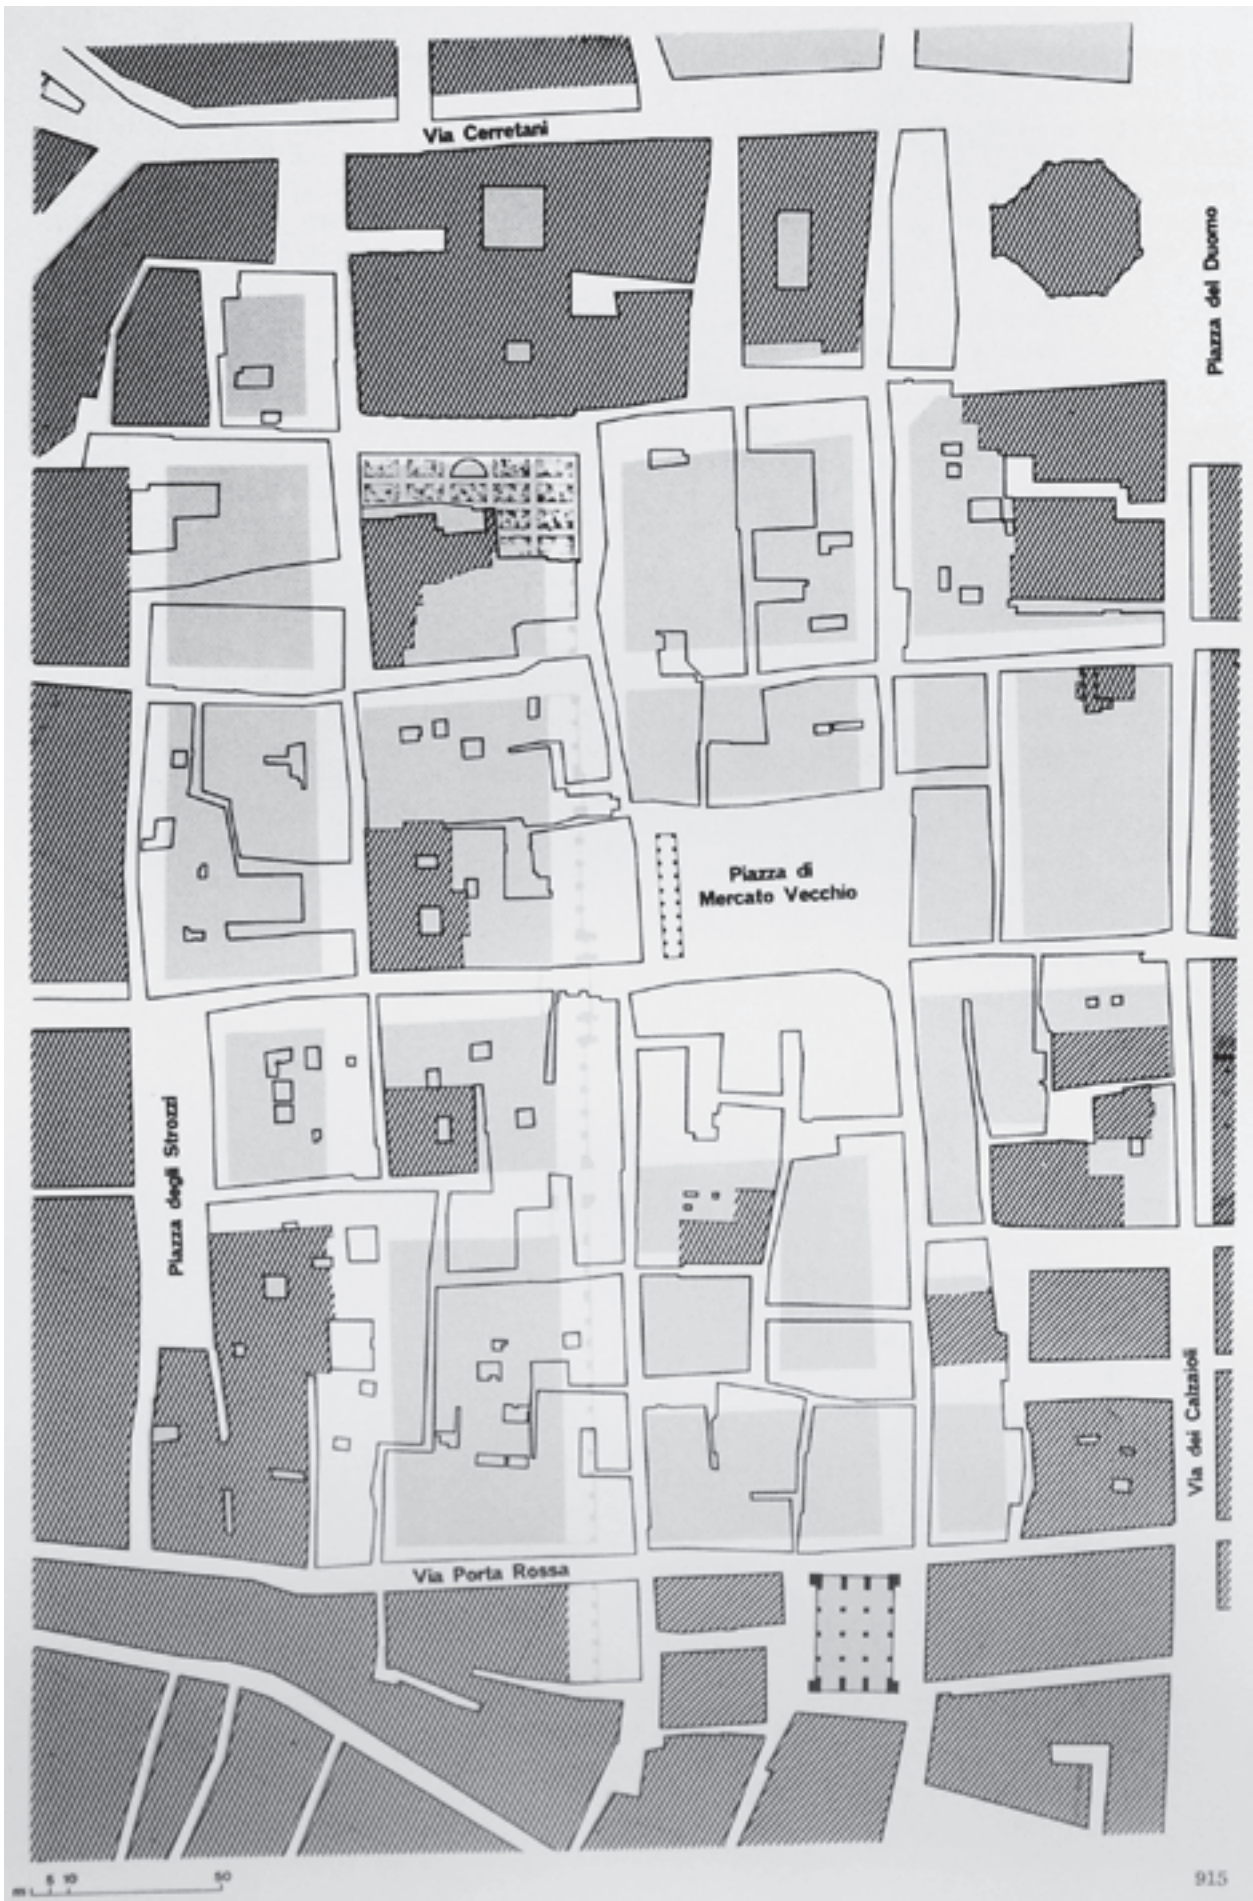 Via Cerretani
Piazza del Duomo
Piazza di
Mercato Vecchio
Piazza degli Strozzi
Via dei Calzaioli
Via Porta Rossa
m 5 10 50
915